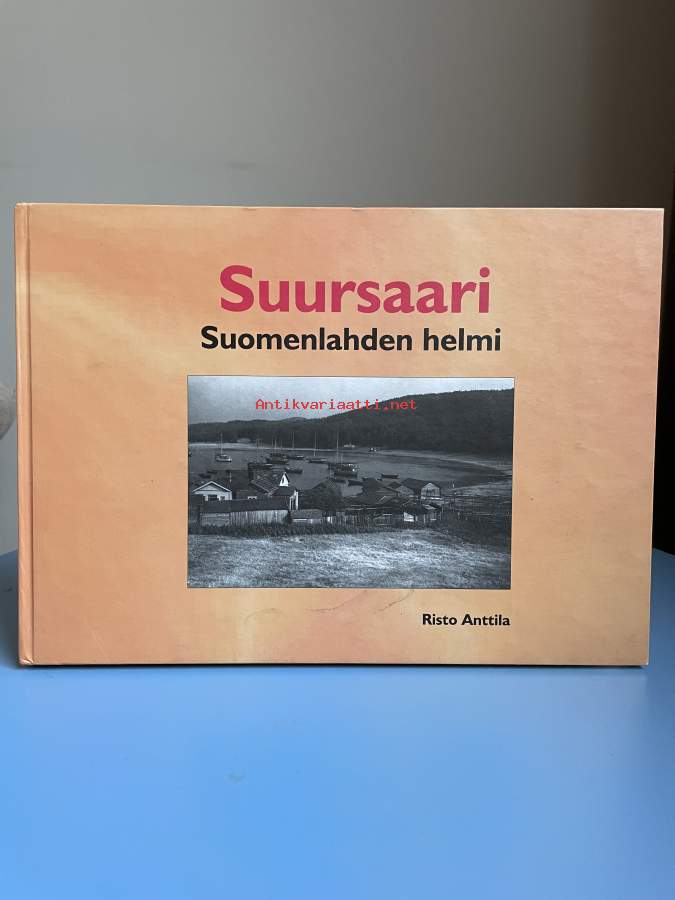 Suursaari
Suomenlahden helmi
Antikvariaatti.net
Risto Anttila